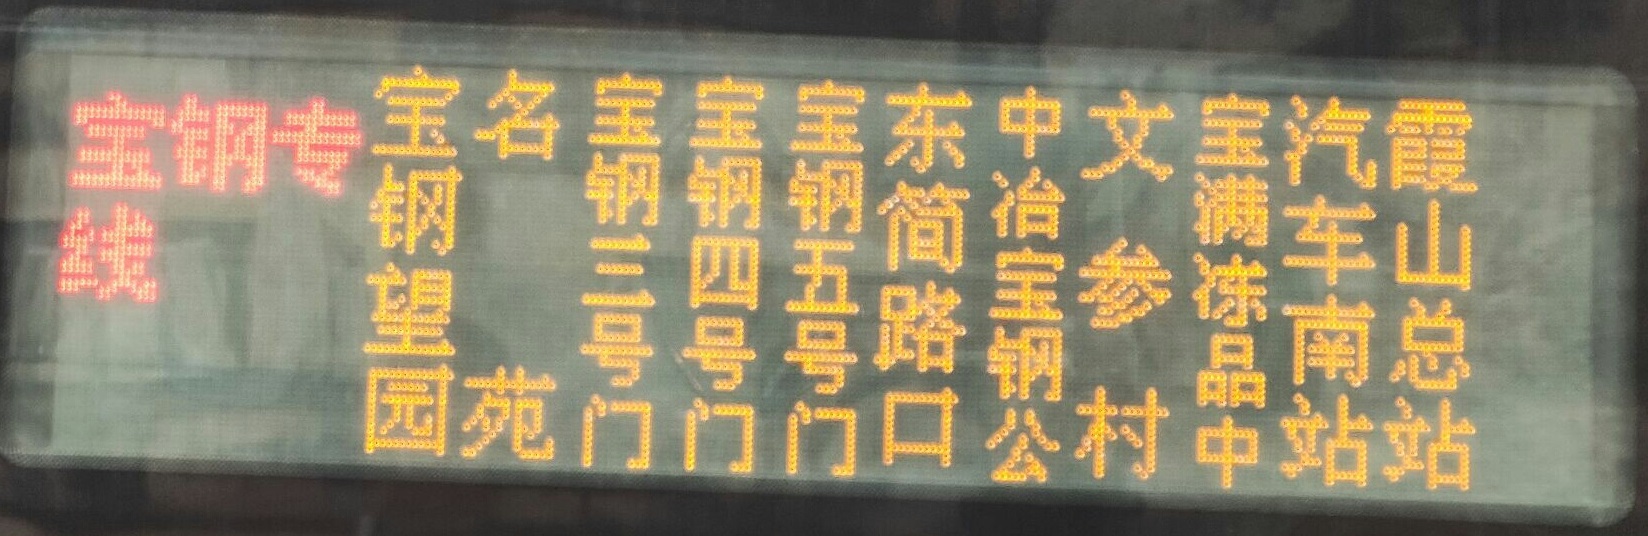 宝钢专
线
宝钢望园
名苑
宝钢三号门
宝钢四号门
宝钢五号门
东简路口
中冶宝钢公
文参村
宝满冻品中
汽车南站
霞山总站